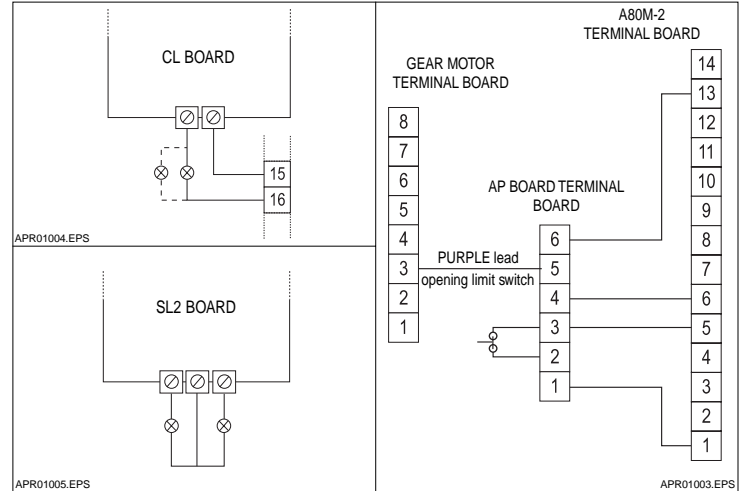 CL BOARD
15
16
APR01004.EPS
SL2 BOARD
APR01005.EPS
A80M-2
TERMINAL BOARD
GEAR MOTOR
TERMINAL BOARD
8
7
6
5
4
3
2
1
PURPLE lead
opening limit switch
AP BOARD TERMINAL
BOARD
6
5
4
3
2
1
14
13
12
11
10
9
8
7
6
5
4
3
2
1
APR01003.EPS